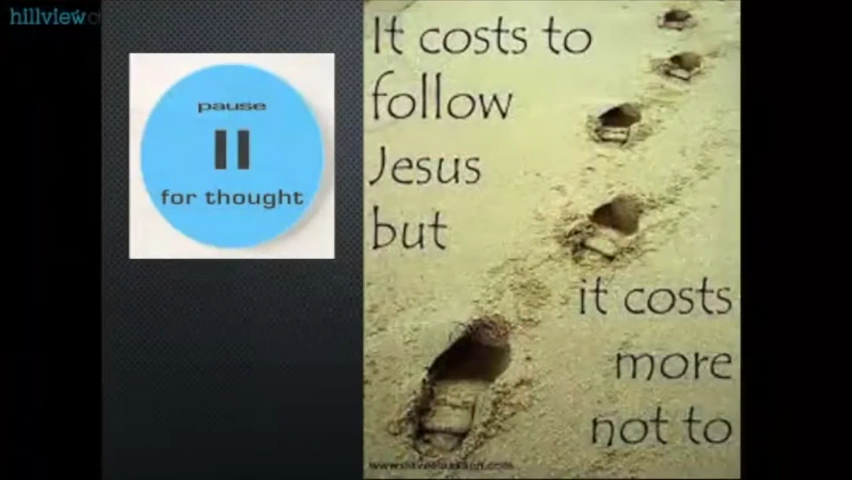 hillview
pause
for thought
It costs to
follow
Jesus
but
it costs
more
not to